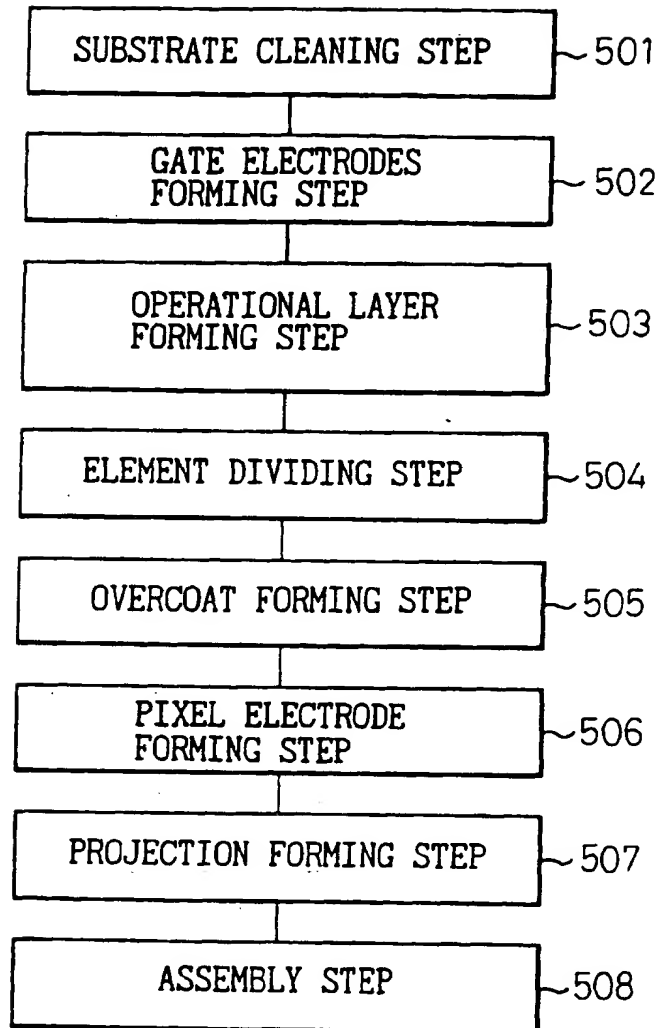 SUBSTRATE CLEANING STEP 501
GATE ELECTRODES
FORMING STEP 502
OPERATIONAL LAYER
FORMING STEP 503
ELEMENT DIVIDING STEP 504
OVERCOAT FORMING STEP 505
PIXEL ELECTRODE
FORMING STEP 506
PROJECTION FORMING STEP 507
ASSEMBLY STEP 508